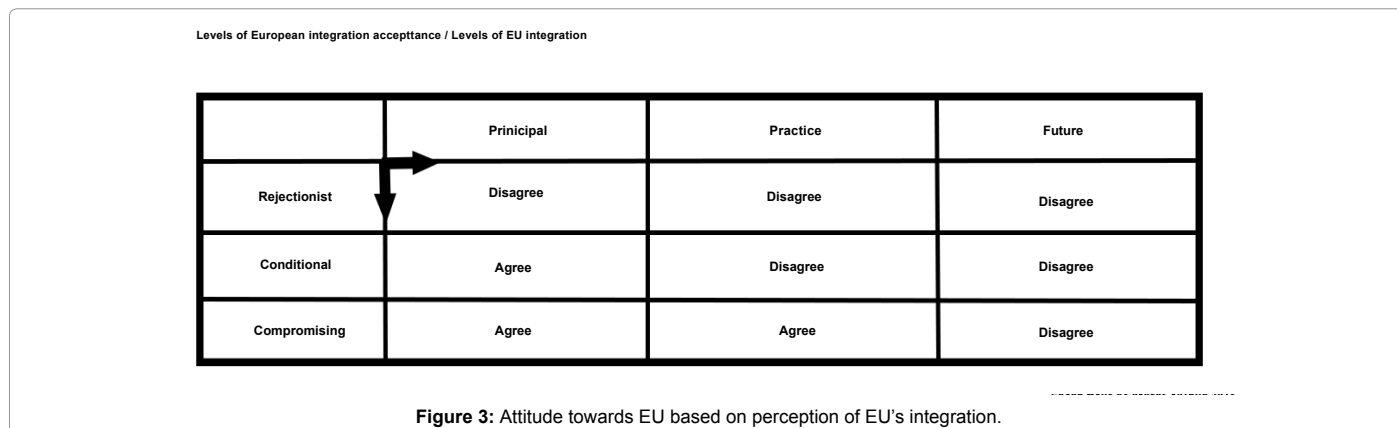 Levels of European integration accepttance / Levels of EU integration
Prinicipal Practice Future
Rejectionist Disagree Disagree Disagree
Conditional Agree Disagree Disagree
Compromising Agree Agree Disagree
Figure 3: Attitude towards EU based on perception of EU's integration.